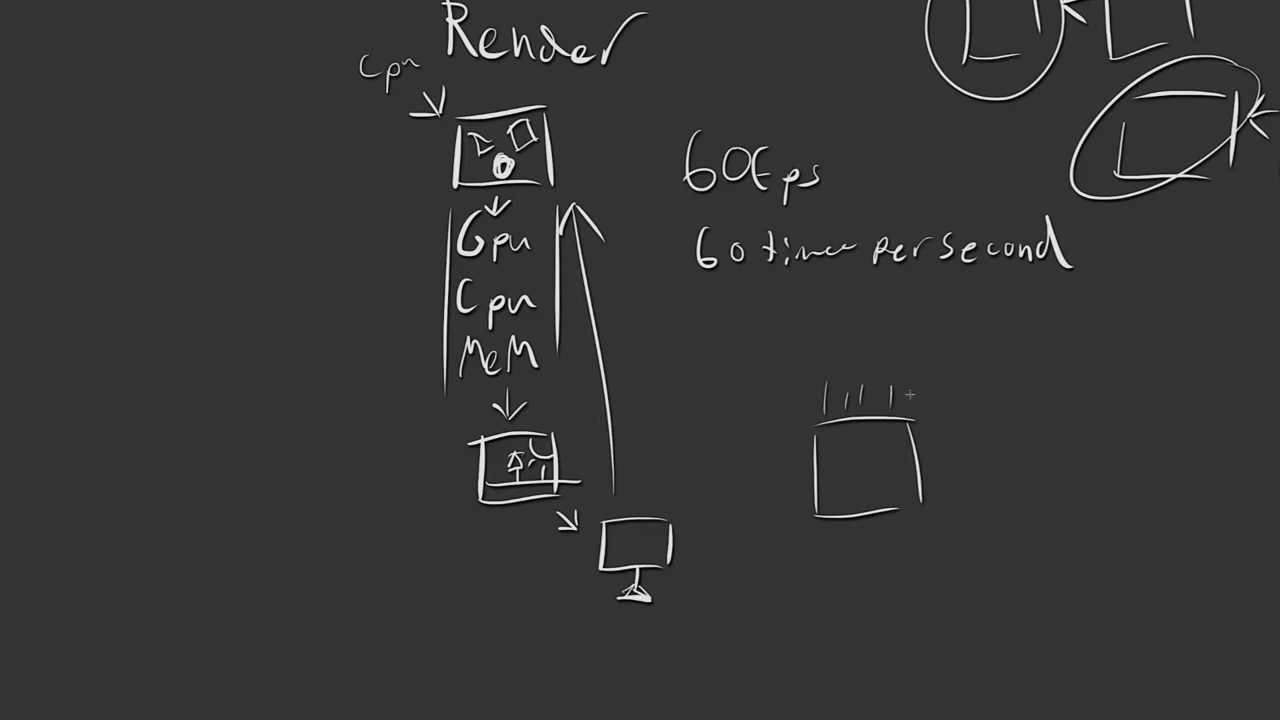 Render
Cpu
60Fps
60 times per second
Gpu
Cpu
MeM